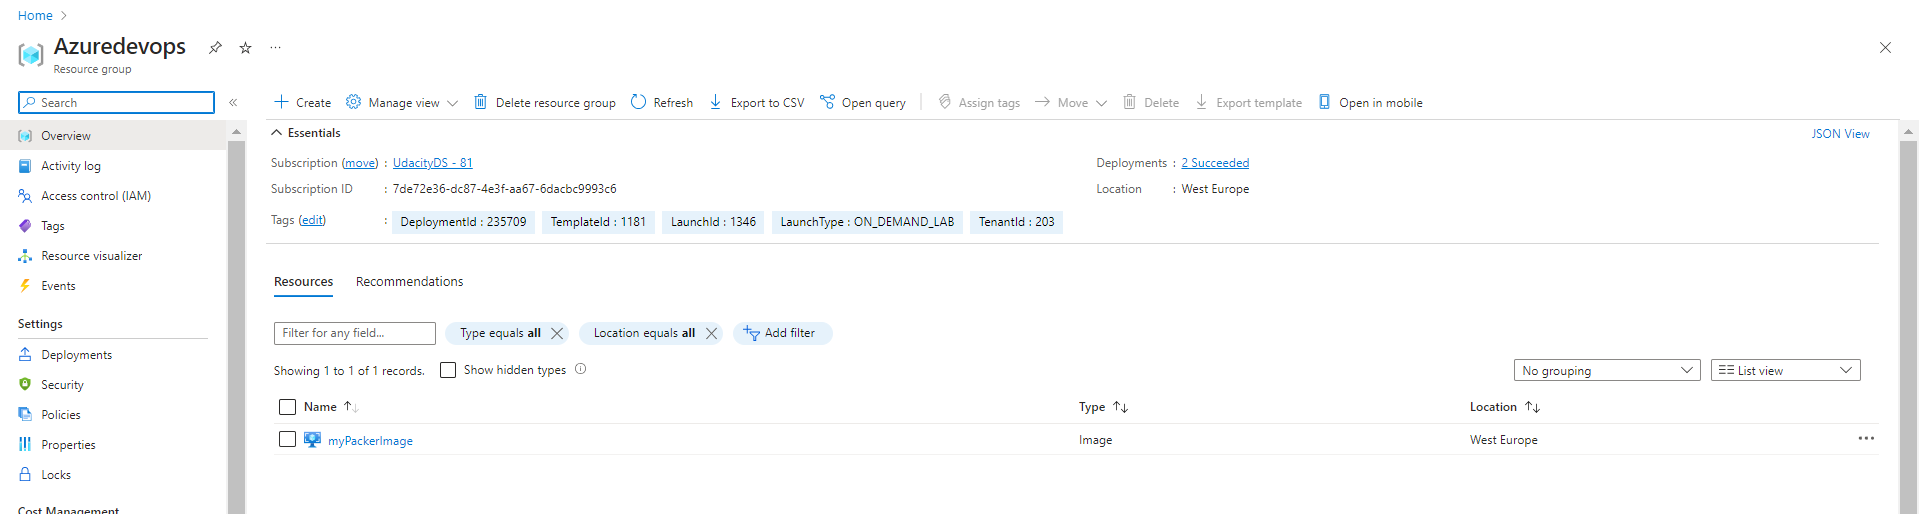 Home
Azuredevops
Resource group
Search
Create Manage view Delete resource group Refresh Export to CSV Open query Assign tags Move Delete Export template Open in mobile
Overview
Activity log
Access control (IAM)
Tags
Resource visualizer
Events
Settings
Deployments
Security
Policies
Properties
Locks
Cost Management
Essentials JSON View
Subscription (move) : UdacityDS - 81 Deployments : 2 Succeeded
Subscription ID : 7de72e36-dc87-4e3f-aa67-6dacbc9993c6 Location : West Europe
Tags (edit) : DeploymentId : 235709 TemplateId : 1181 LaunchId : 1346 LaunchType : ON_DEMAND_LAB TenantId : 203
Resources Recommendations
Filter for any field... Type equals all Location equals all Add filter
Showing 1 to 1 of 1 records. Show hidden types No grouping List view
Name Type Location
myPackerImage Image West Europe